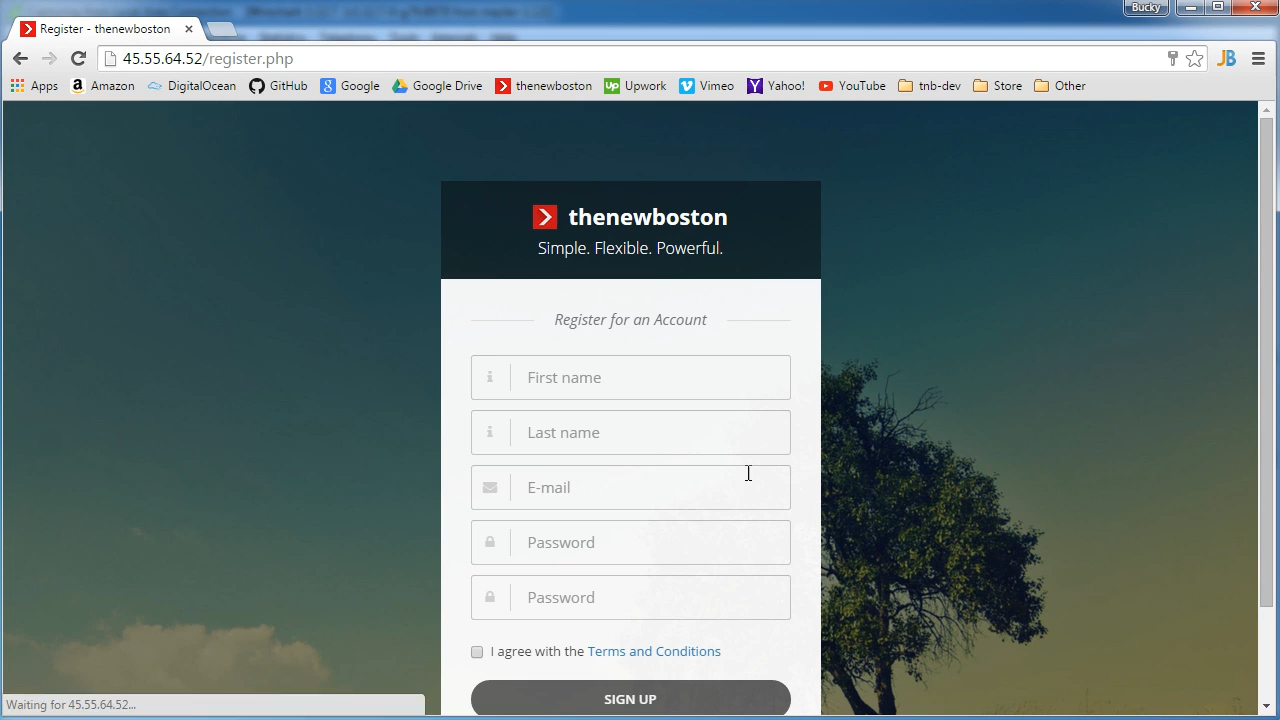 Bucky
Register - thenewboston
45.55.64.52/register.php
Apps Amazon DigitalOcean GitHub Google Google Drive thenewboston Upwork Vimeo Yahoo! YouTube tnb-dev Store Other
thenewboston
Simple. Flexible. Powerful.
Register for an Account
First name
Last name
E-mail
Password
Password
I agree with the Terms and Conditions
SIGN UP
Waiting for 45.55.64.52...